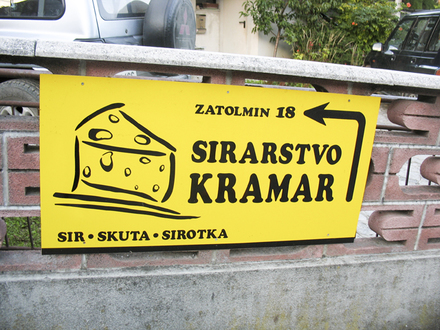 ZATOLMIN 18
SIRARSTVO
KRAMAR
SIR • SKUTA • SIROTKA